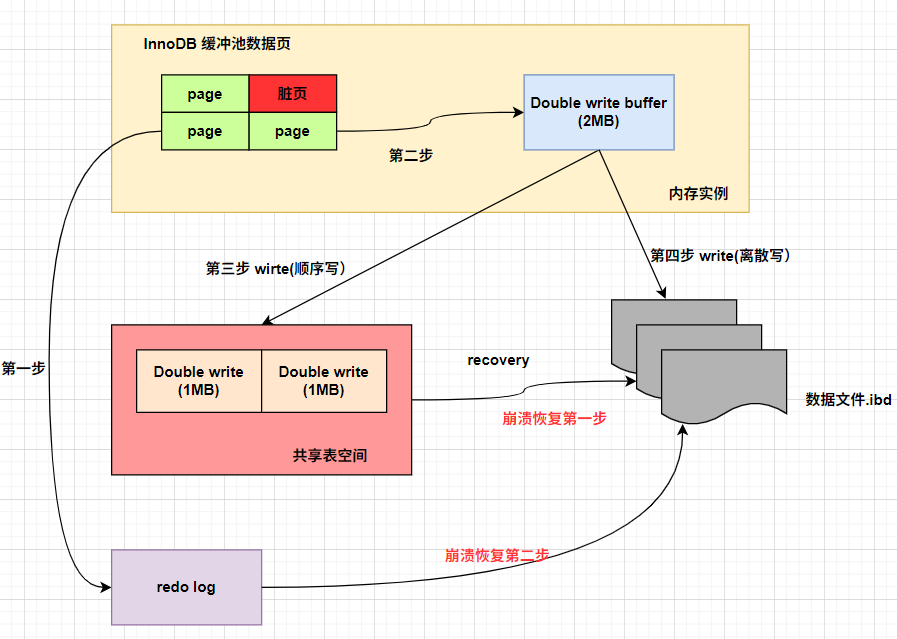 InnoDB 缓冲池数据页
page
脏页
page
page
Double write buffer
(2MB)
第二步
内存实例
第三步 wirte(顺序写）
第四步 write(离散写）
第一步
Double write
(1MB)
Double write
(1MB)
recovery
崩溃恢复第一步
数据文件.ibd
共享表空间
崩溃恢复第二步
redo log